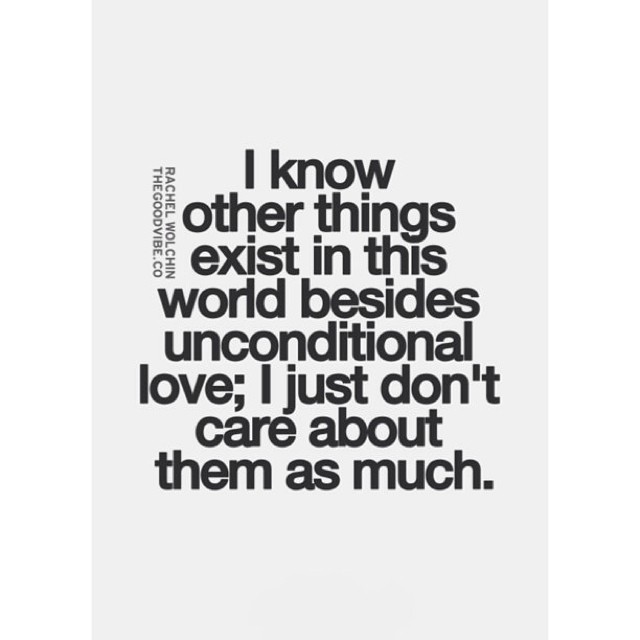 I know
other things
exist in this
world besides
unconditional
love; I just don't
care about
them as much.
RACHEL WOLCHIN
THEGOODVIBE.CO